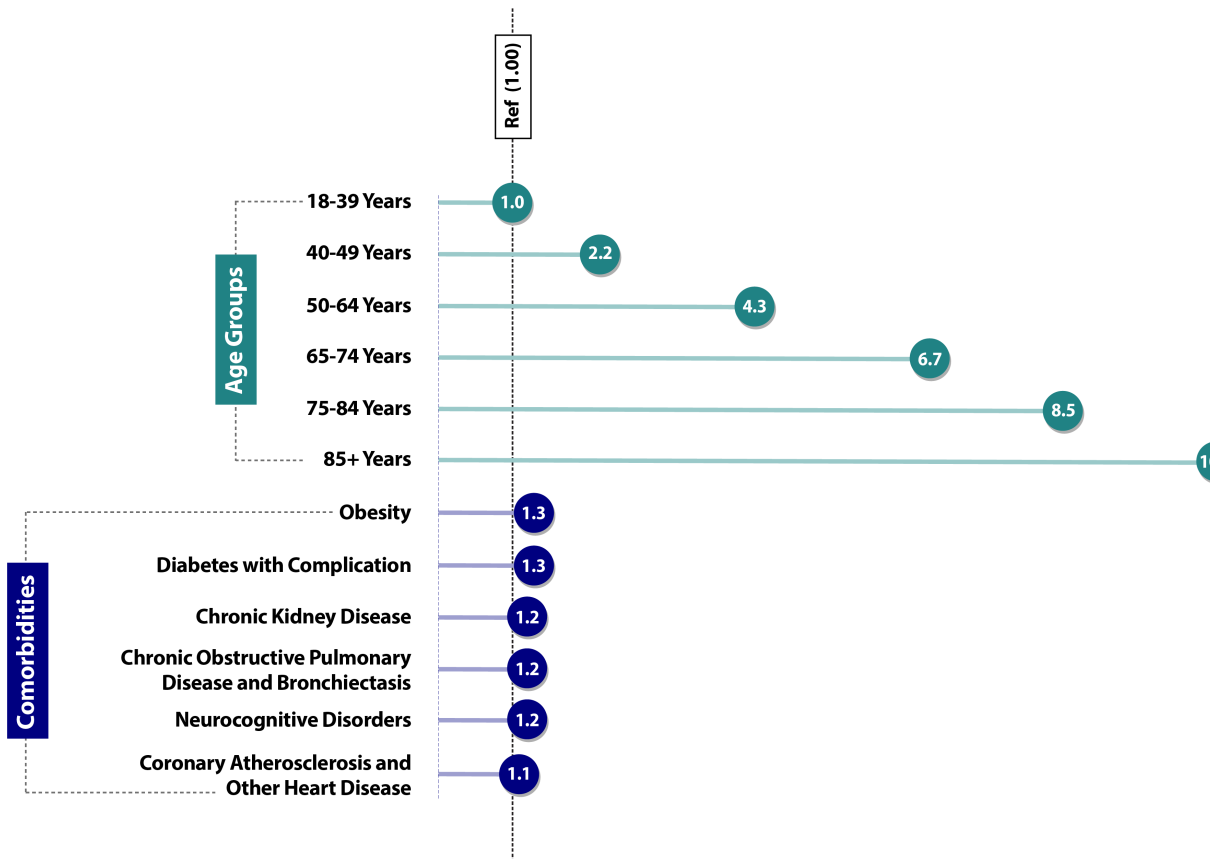 Ref (1.00)
18-39 Years
1.0
40-49 Years
2.2
50-64 Years
4.3
65-74 Years
6.7
75-84 Years
8.5
85+ Years
Age Groups
Obesity
1.3
Diabetes with Complication
1.3
Chronic Kidney Disease
1.2
Chronic Obstructive Pulmonary
Disease and Bronchiectasis
1.2
Neurocognitive Disorders
1.2
Coronary Atherosclerosis and
Other Heart Disease
1.1
Comorbidities